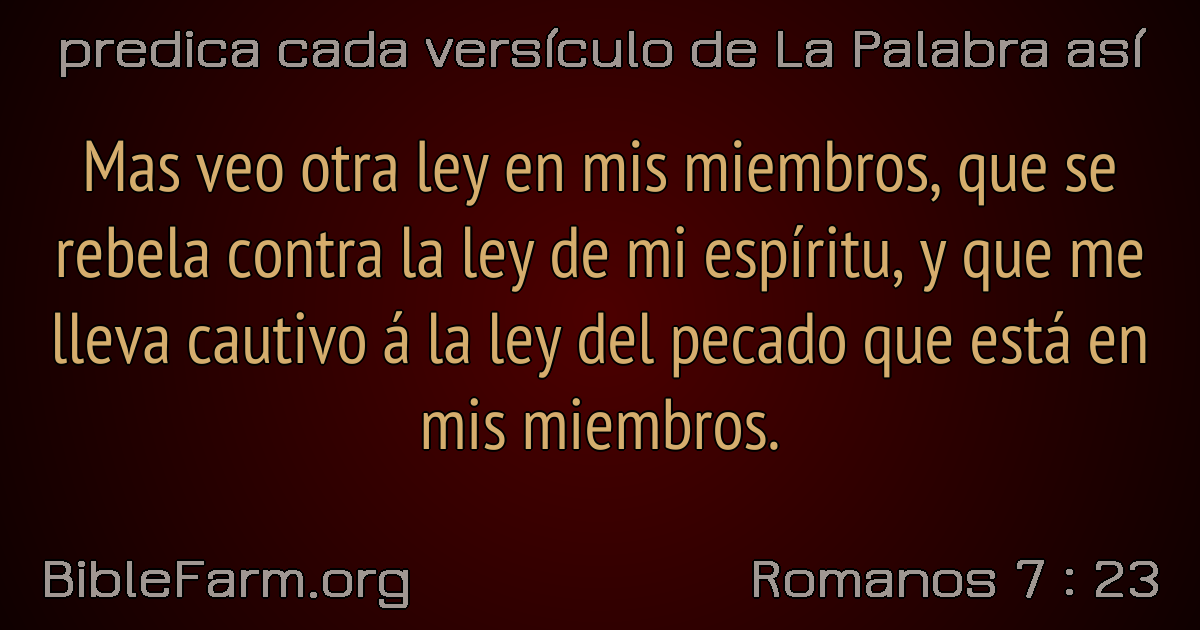 predica cada versículo de La Palabra así
Mas veo otra ley en mis miembros, que se
rebela contra la ley de mi espíritu, y que me
lleva cautivo á la ley del pecado que está en
mis miembros.
BibleFarm.org
Romanos 7 : 23